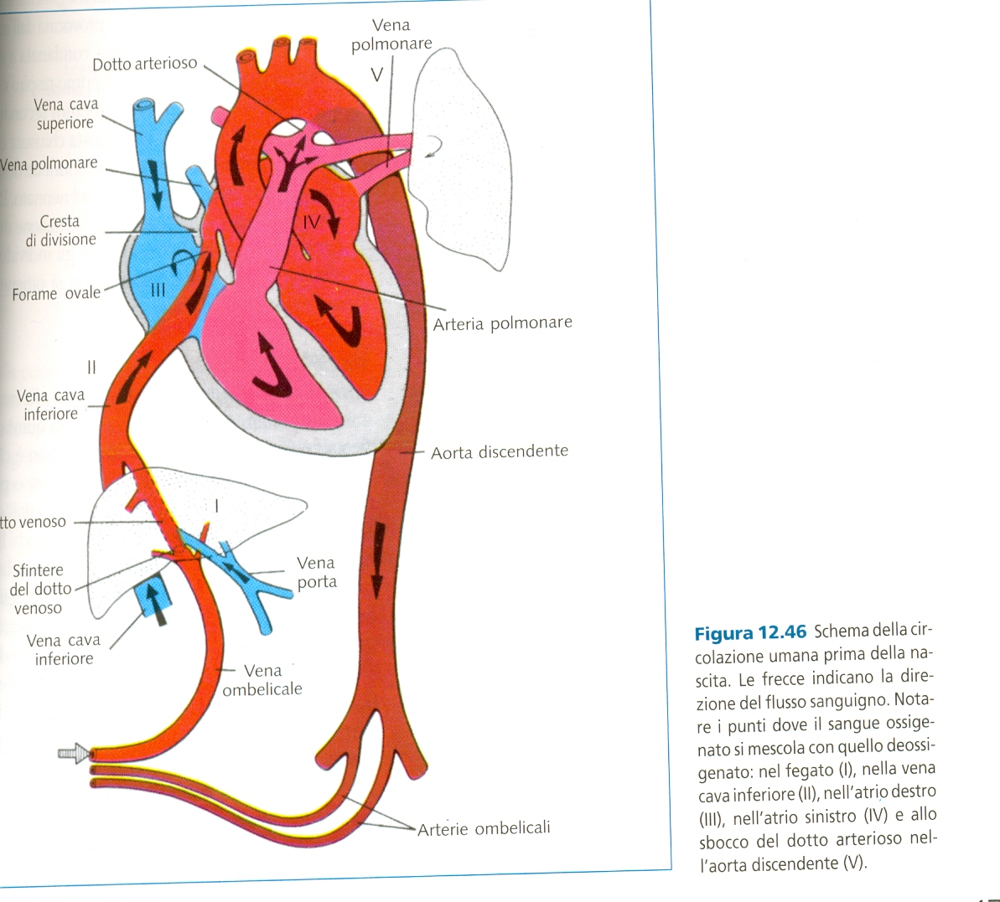 Vena
polmonare
V
Dotto arterioso
Vena cava
superiore
Vena polmonare
Cresta
di divisione
IV
Forame ovale
III
Arteria polmonare
II
Vena cava
inferiore
Aorta discendente
I
tto venoso
Sfintere
del dotto
venoso
Vena
porta
Vena cava
inferiore
Vena
ombelicale
Arterie ombelicali
Figura 12.46 Schema della cir-
colazione umana prima della na-
scita. Le frecce indicano la dire-
zione del flusso sanguigno. Nota-
re i punti dove il sangue ossige-
nato si mescola con quello deossi-
genato: nel fegato (I), nella vena
cava inferiore (II), nell'atrio destro
(III), nell'atrio sinistro (IV) e allo
sbocco del dotto arterioso nel-
l'aorta discendente (V).